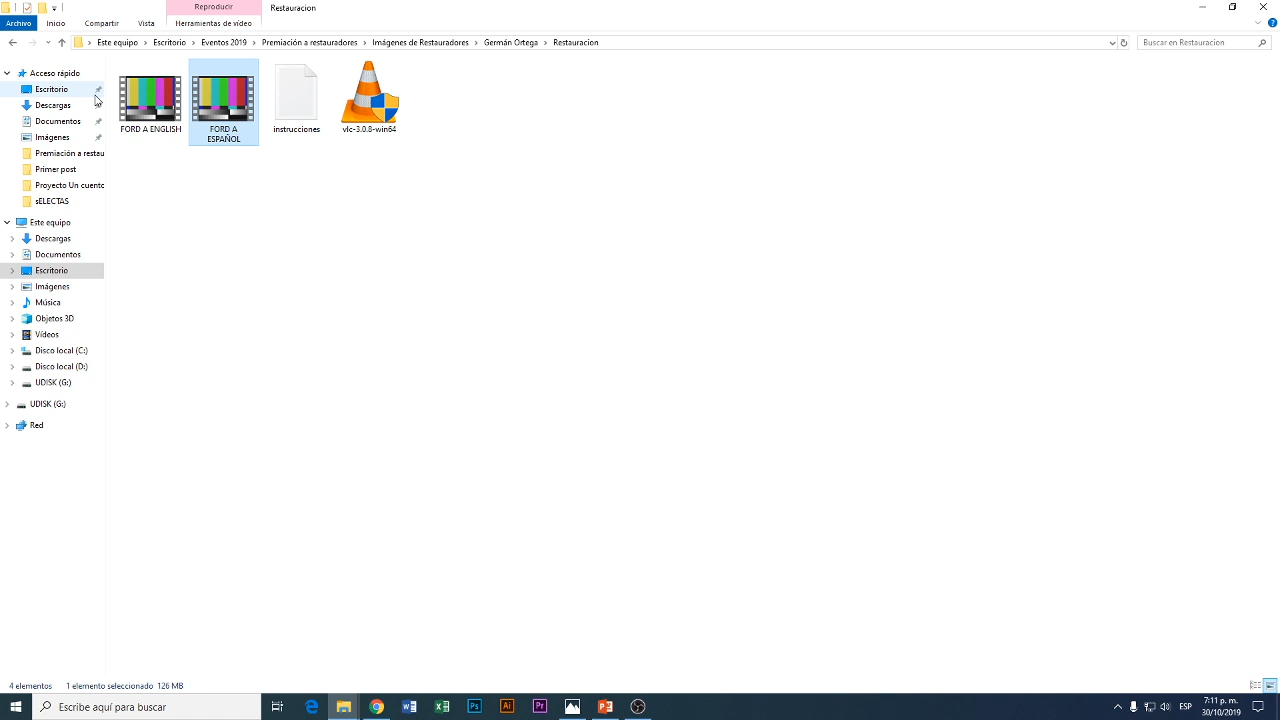 Reproducir
Restauracion
Archivo Inicio Compartir Vista Herramientas de vídeo
Este equipo Escritorio Eventos 2019 Premiación a restauradores Imágenes de Restauradores Germán Ortega Restauracion
Buscar en Restauracion
Acceso rápido
Escritorio
Descargas
Documentos
Imágenes
Premiación a restau
Primer post
Proyecto Un cuento
sELECTAS
Este equipo
Descargas
Documentos
Escritorio
Imágenes
Música
Objetos 3D
Vídeos
Disco local (C:)
Disco local (D:)
UDISK (G:)
UDISK (G:)
Red
FORD A ENGLISH
FORD A
ESPAÑOL
instrucciones
vlc-3.0.8-win64
4 elementos 1 elemento seleccionado 126 MB
Escribe aquí para buscar
ESP
7:11 p. m.
30/10/2019